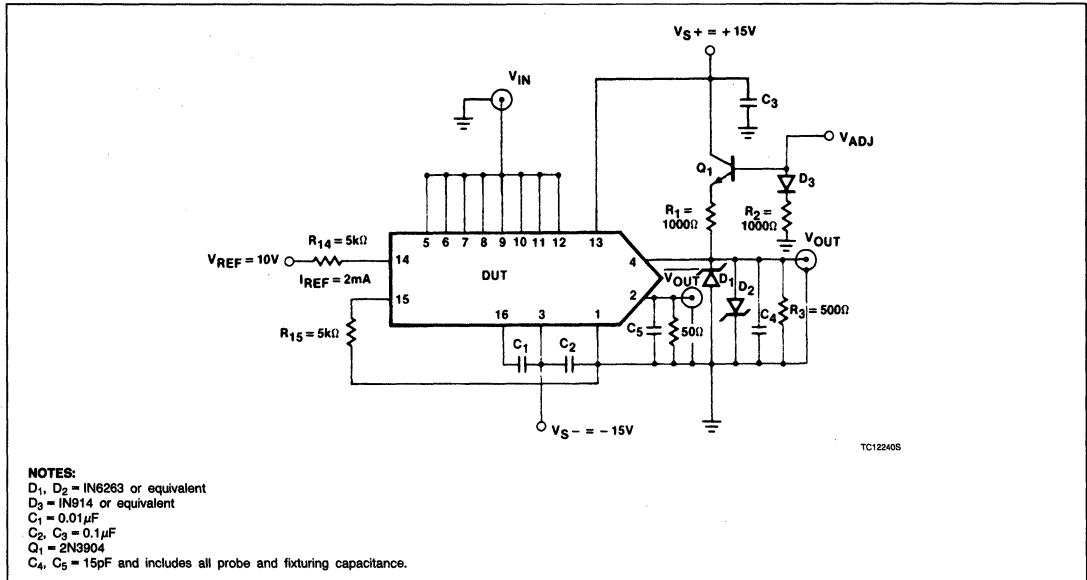 VS+ = +15V
VIN
C3
VADJ
Q1
D3
R1 = 1000Ω
R2 = 1000Ω
5 6 7 8 9 10 11 12 13
VOUT
R14 = 5kΩ
VREF = 10V
14
4
IREF = 2mA
DUT
VOUT
D1
D2
15
2
R15 = 5kΩ
16 3 1
C5
50Ω
C4
R3 = 500Ω
C1
C2
VS- = -15V
TC12240S
NOTES:
D1, D2 = IN6263 or equivalent
D3 = IN914 or equivalent
C1 = 0.01μF
C2, C3 = 0.1μF
Q1 = 2N3904
C4, C5 = 15pF and includes all probe and fixturing capacitance.